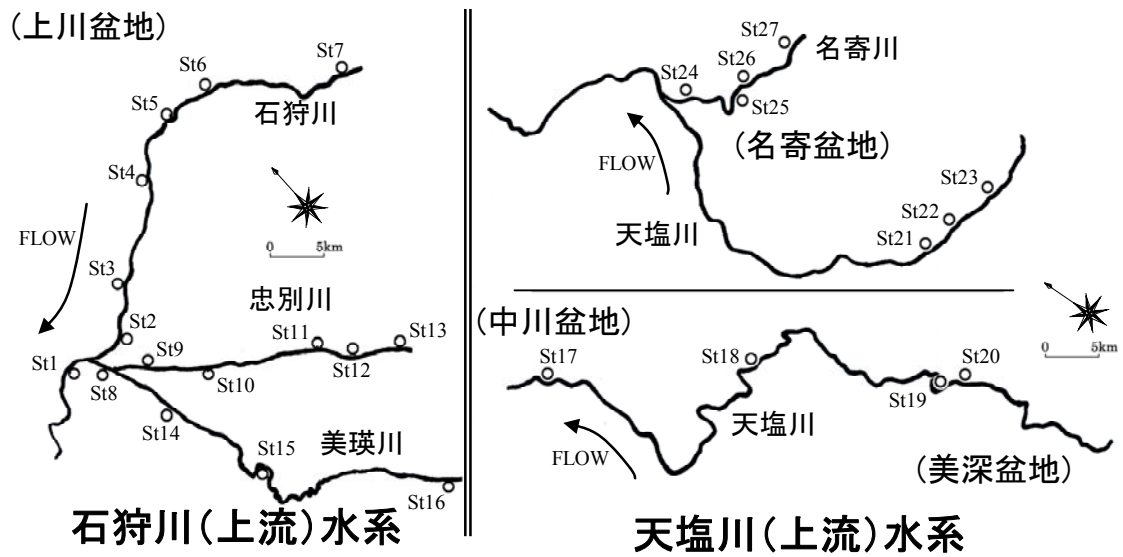 (上川盆地)
St7
St6
St5
石狩川
St4
FLOW
0 5km
St3
忠別川
St2
St11
St13
St1
St9
St8
St10
St12
St14
St15
美瑛川
St16
石狩川(上流)水系
St27
名寄川
St26
St24
St25
(名寄盆地)
FLOW
St23
St22
天塩川
St21
(中川盆地)
0 5km
St17
St18
St20
St19
天塩川
FLOW
(美深盆地)
天塩川(上流)水系